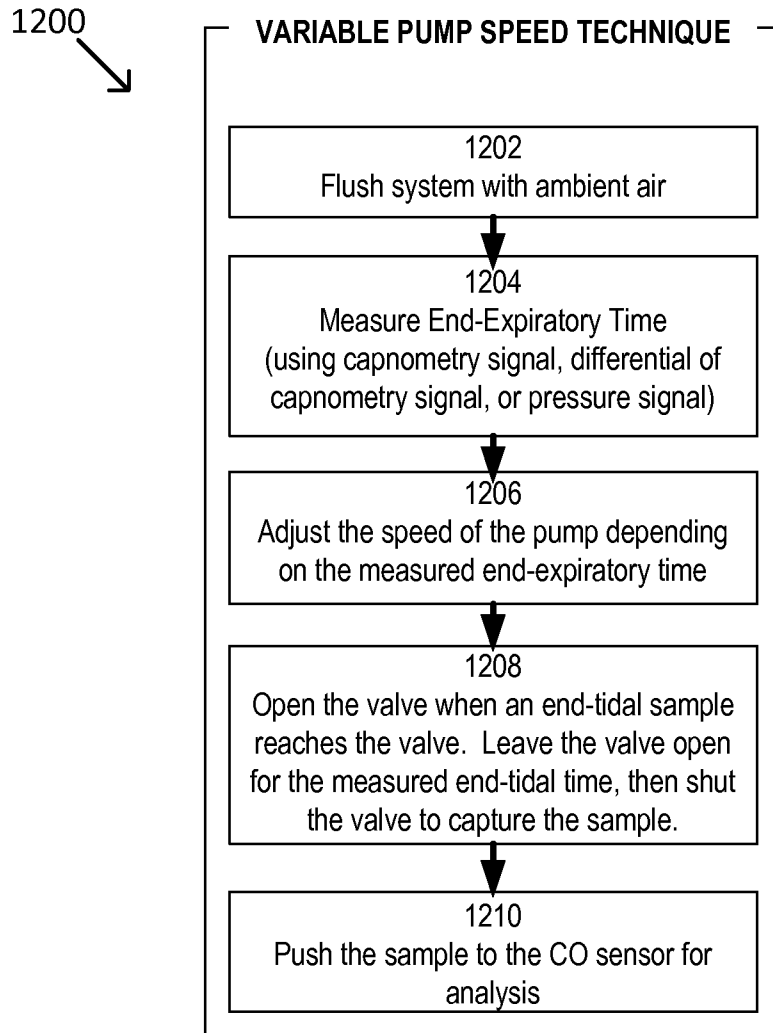 1200
VARIABLE PUMP SPEED TECHNIQUE
1202
Flush system with ambient air
1204
Measure End-Expiratory Time
(using capnometry signal, differential of
capnometry signal, or pressure signal)
1206
Adjust the speed of the pump depending
on the measured end-expiratory time
1208
Open the valve when an end-tidal sample
reaches the valve.  Leave the valve open
for the measured end-tidal time, then shut
the valve to capture the sample.
1210
Push the sample to the CO sensor for
analysis